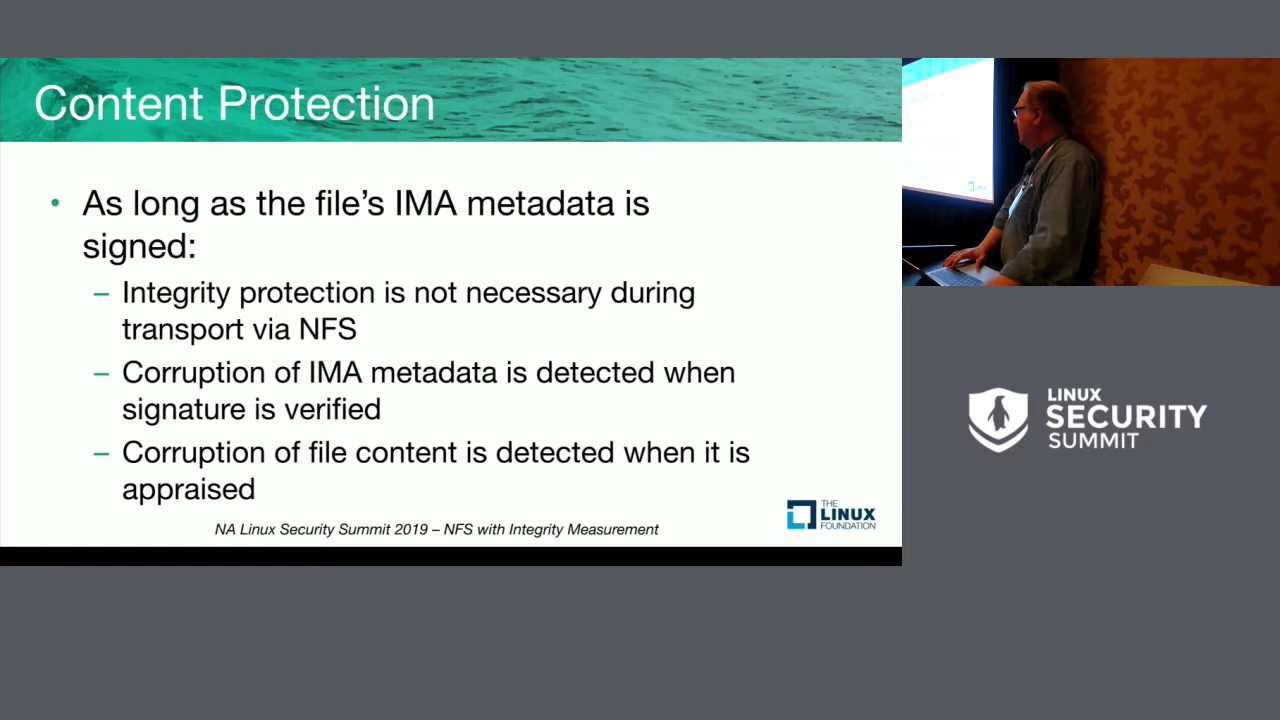 Content Protection
• As long as the file's IMA metadata is
signed:
– Integrity protection is not necessary during
transport via NFS
– Corruption of IMA metadata is detected when
signature is verified
– Corruption of file content is detected when it is
appraised
NA Linux Security Summit 2019 – NFS with Integrity Measurement
THE
LINUX
FOUNDATION
LINUX
SECURITY
SUMMIT